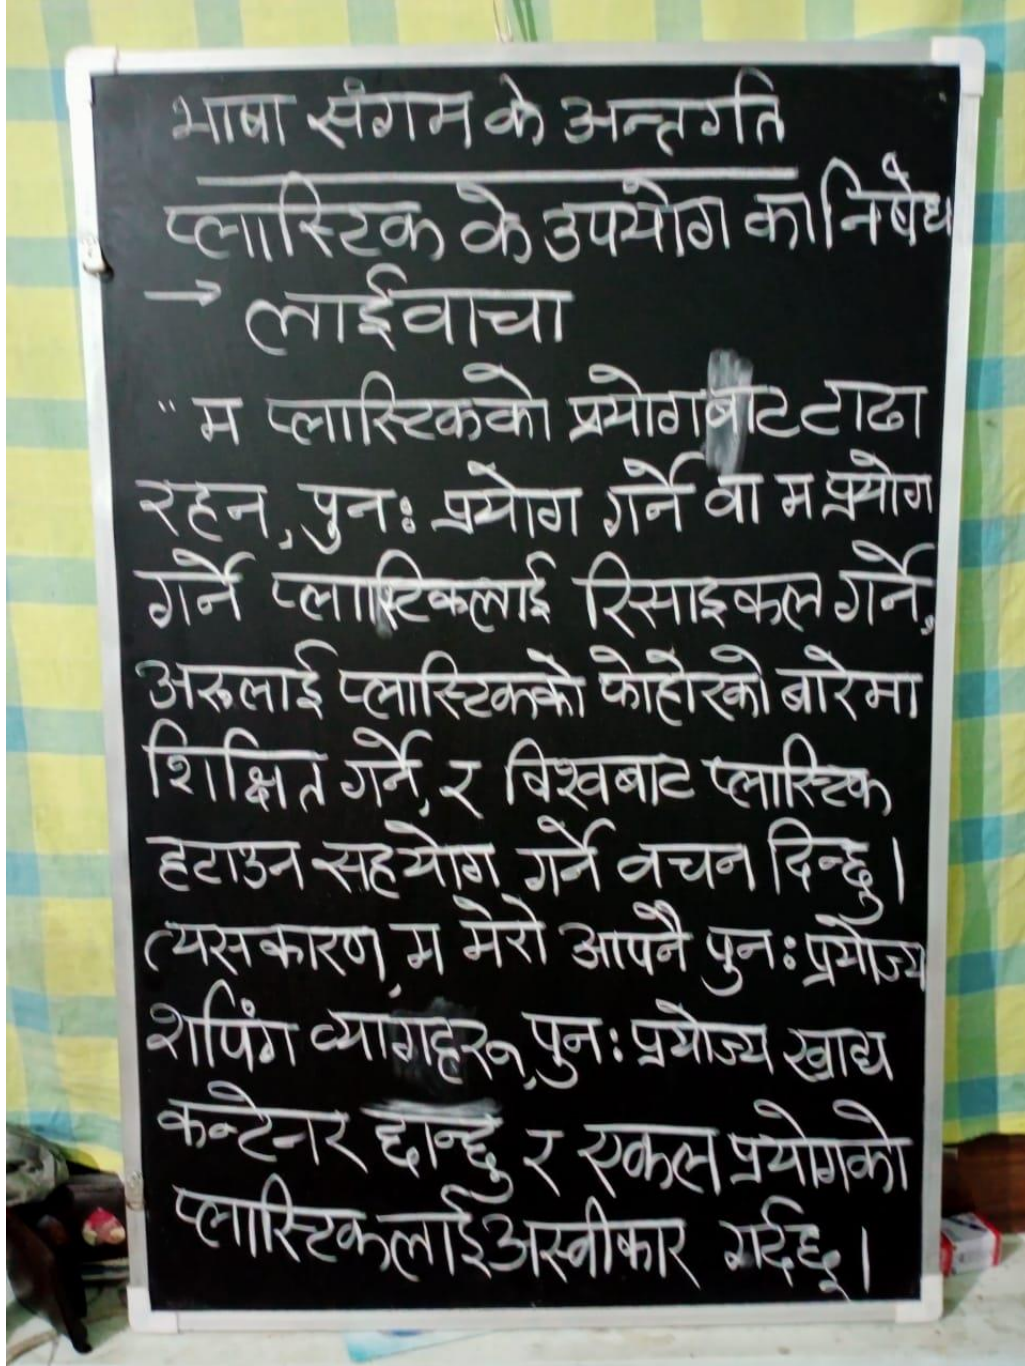 भाषा संगम के अन्तर्गत
प्लास्टिक के उपयोग का निषेध
→ लाईवाचा
"म प्लास्टिकको प्रयोगबाट टाढा
रहन, पुनः प्रयोग गर्ने वा म प्रयोग
गर्ने प्लास्टिकलाई रिसाइकल गर्ने,
अरूलाई प्लास्टिकको फोहोरको बारेमा
शिक्षित गर्ने, र विश्वबाट प्लास्टिक
हटाउन सहयोग गर्ने वचन दिन्छु।
त्यसकारण, म मेरो आफ्नै पुनः प्रयोज्य
शपिंग ब्यागहरू, पुनः प्रयोज्य खाद्य
कन्टेनर छान्छु र एकल प्रयोगको
प्लास्टिकलाई अस्वीकार गर्दछु।